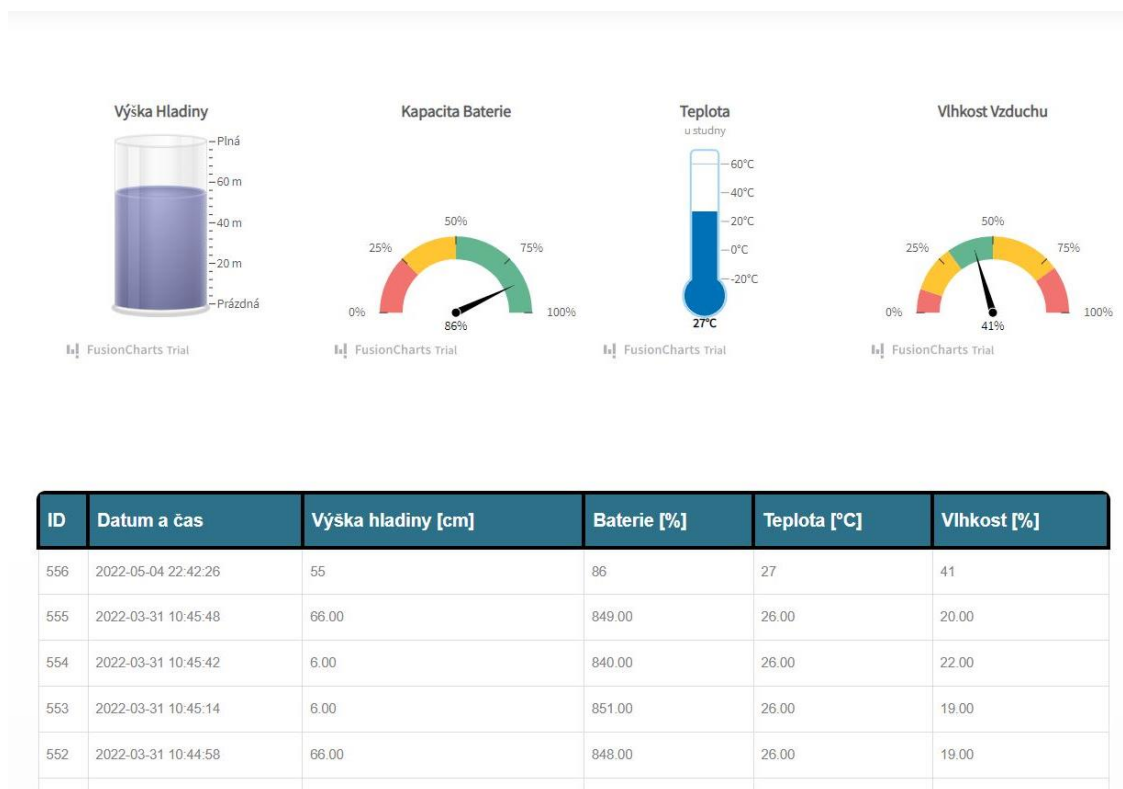 Výška Hladiny
Plná
60 m
40 m
20 m
Prázdná
FusionCharts Trial
Kapacita Baterie
0%
25%
50%
75%
100%
86%
FusionCharts Trial
Teplota
u studny
60°C
40°C
20°C
0°C
-20°C
27°C
FusionCharts Trial
Vlhkost Vzduchu
0%
25%
50%
75%
100%
41%
FusionCharts Trial
ID Datum a čas Výška hladiny [cm] Baterie [%] Teplota [°C] Vlhkost [%]
556 2022-05-04 22:42:26 55 86 27 41
555 2022-03-31 10:45:48 66.00 849.00 26.00 20.00
554 2022-03-31 10:45:42 6.00 840.00 26.00 22.00
553 2022-03-31 10:45:14 6.00 851.00 26.00 19.00
552 2022-03-31 10:44:58 66.00 848.00 26.00 19.00